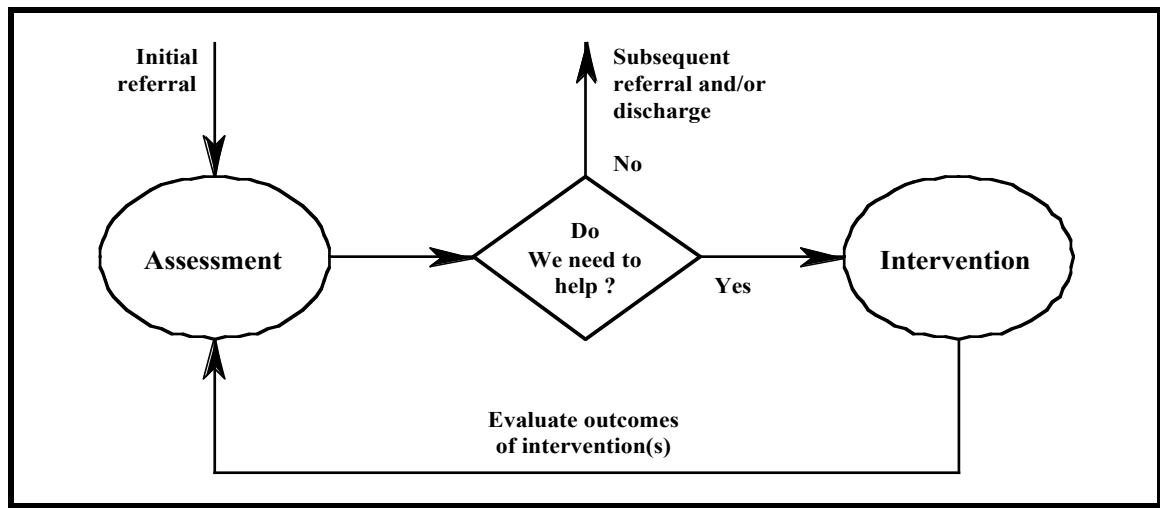 Initial
referral
Subsequent
referral and/or
discharge
No
Assessment
Do
We need to
help ?
Yes
Intervention
Evaluate outcomes
of intervention(s)